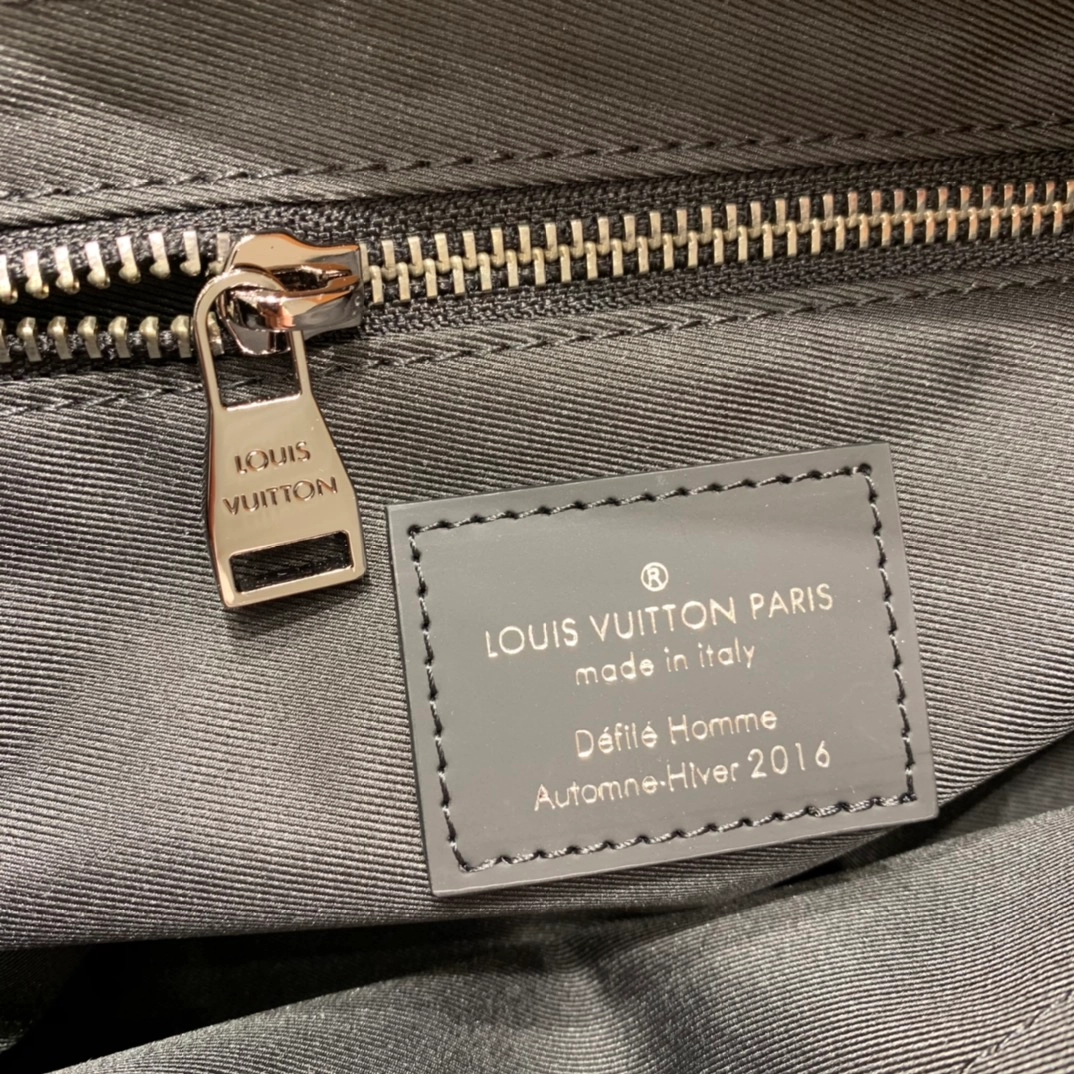 LOUIS
VUITTON
®
LOUIS VUITTON PARIS
made in italy
Défilé Homme
Automne-Hiver 2016